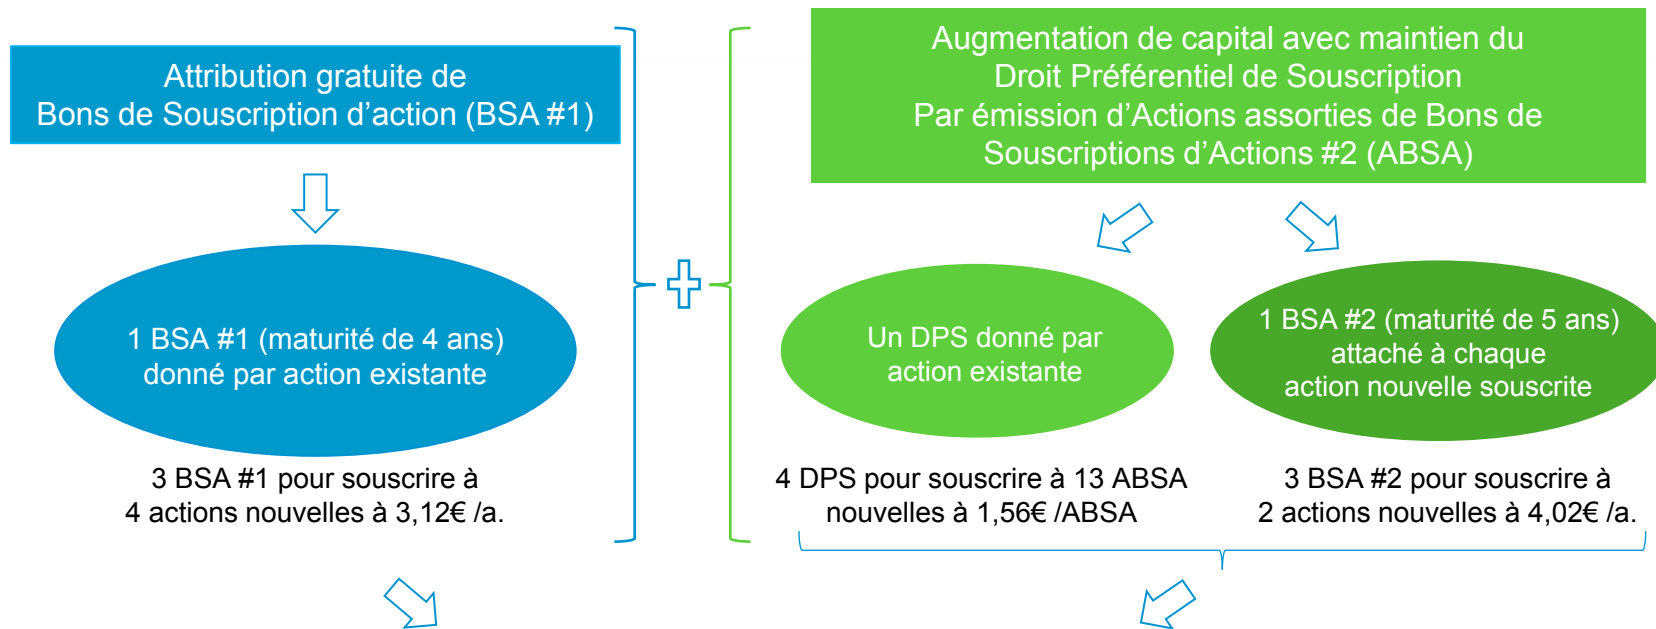 Attribution gratuite de
Bons de Souscription d'action (BSA #1)
1 BSA #1 (maturité de 4 ans)
donné par action existante
3 BSA #1 pour souscrire à
4 actions nouvelles à 3,12€ /a.
Augmentation de capital avec maintien du
Droit Préférentiel de Souscription
Par émission d'Actions assorties de Bons de
Souscriptions d'Actions #2 (ABSA)
Un DPS donné par
action existante
4 DPS pour souscrire à 13 ABSA
nouvelles à 1,56€ /ABSA
1 BSA #2 (maturité de 5 ans)
attaché à chaque
action nouvelle souscrite
3 BSA #2 pour souscrire à
2 actions nouvelles à 4,02€ /a.